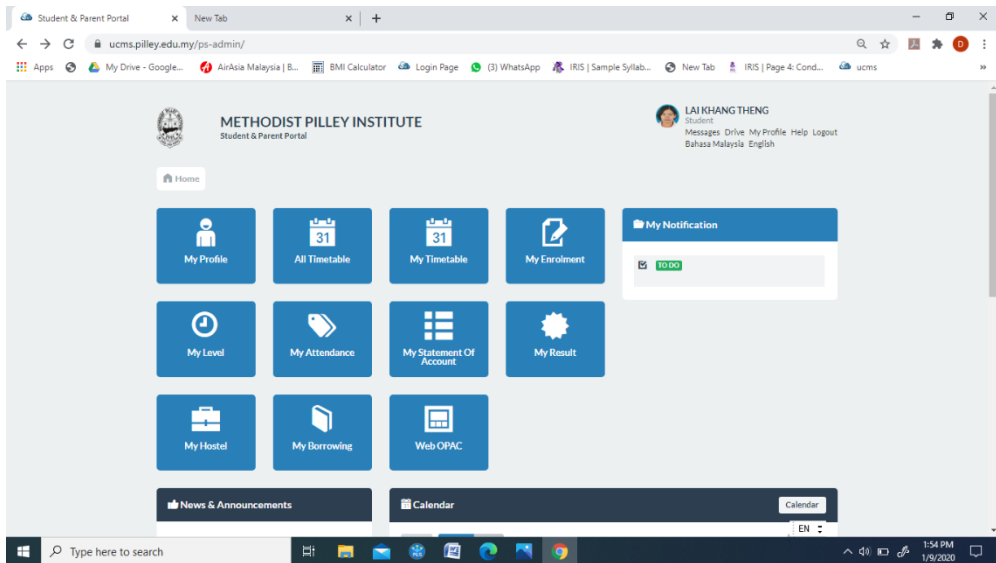 Student & Parent Portal
New Tab
ucms.pilley.edu.my/ps-admin/
D
Apps
My Drive - Google...
AirAsia Malaysia | B...
BMI Calculator
Login Page
(3) WhatsApp
IRIS | Sample Syllab...
New Tab
IRIS | Page 4: Cond...
ucms
METHODIST PILLEY INSTITUTE
Student & Parent Portal
LAI KHANG THENG
Student
Messages Drive My Profile Help Logout
Bahasa Malaysia English
Home
My Profile
31
All Timetable
31
My Timetable
My Enrolment
My Notification
TO DO
My Level
My Attendance
My Statement Of
Account
My Result
My Hostel
My Borrowing
Web OPAC
News & Announcements
Calendar
Calendar
EN
Type here to search
1:54 PM
1/9/2020